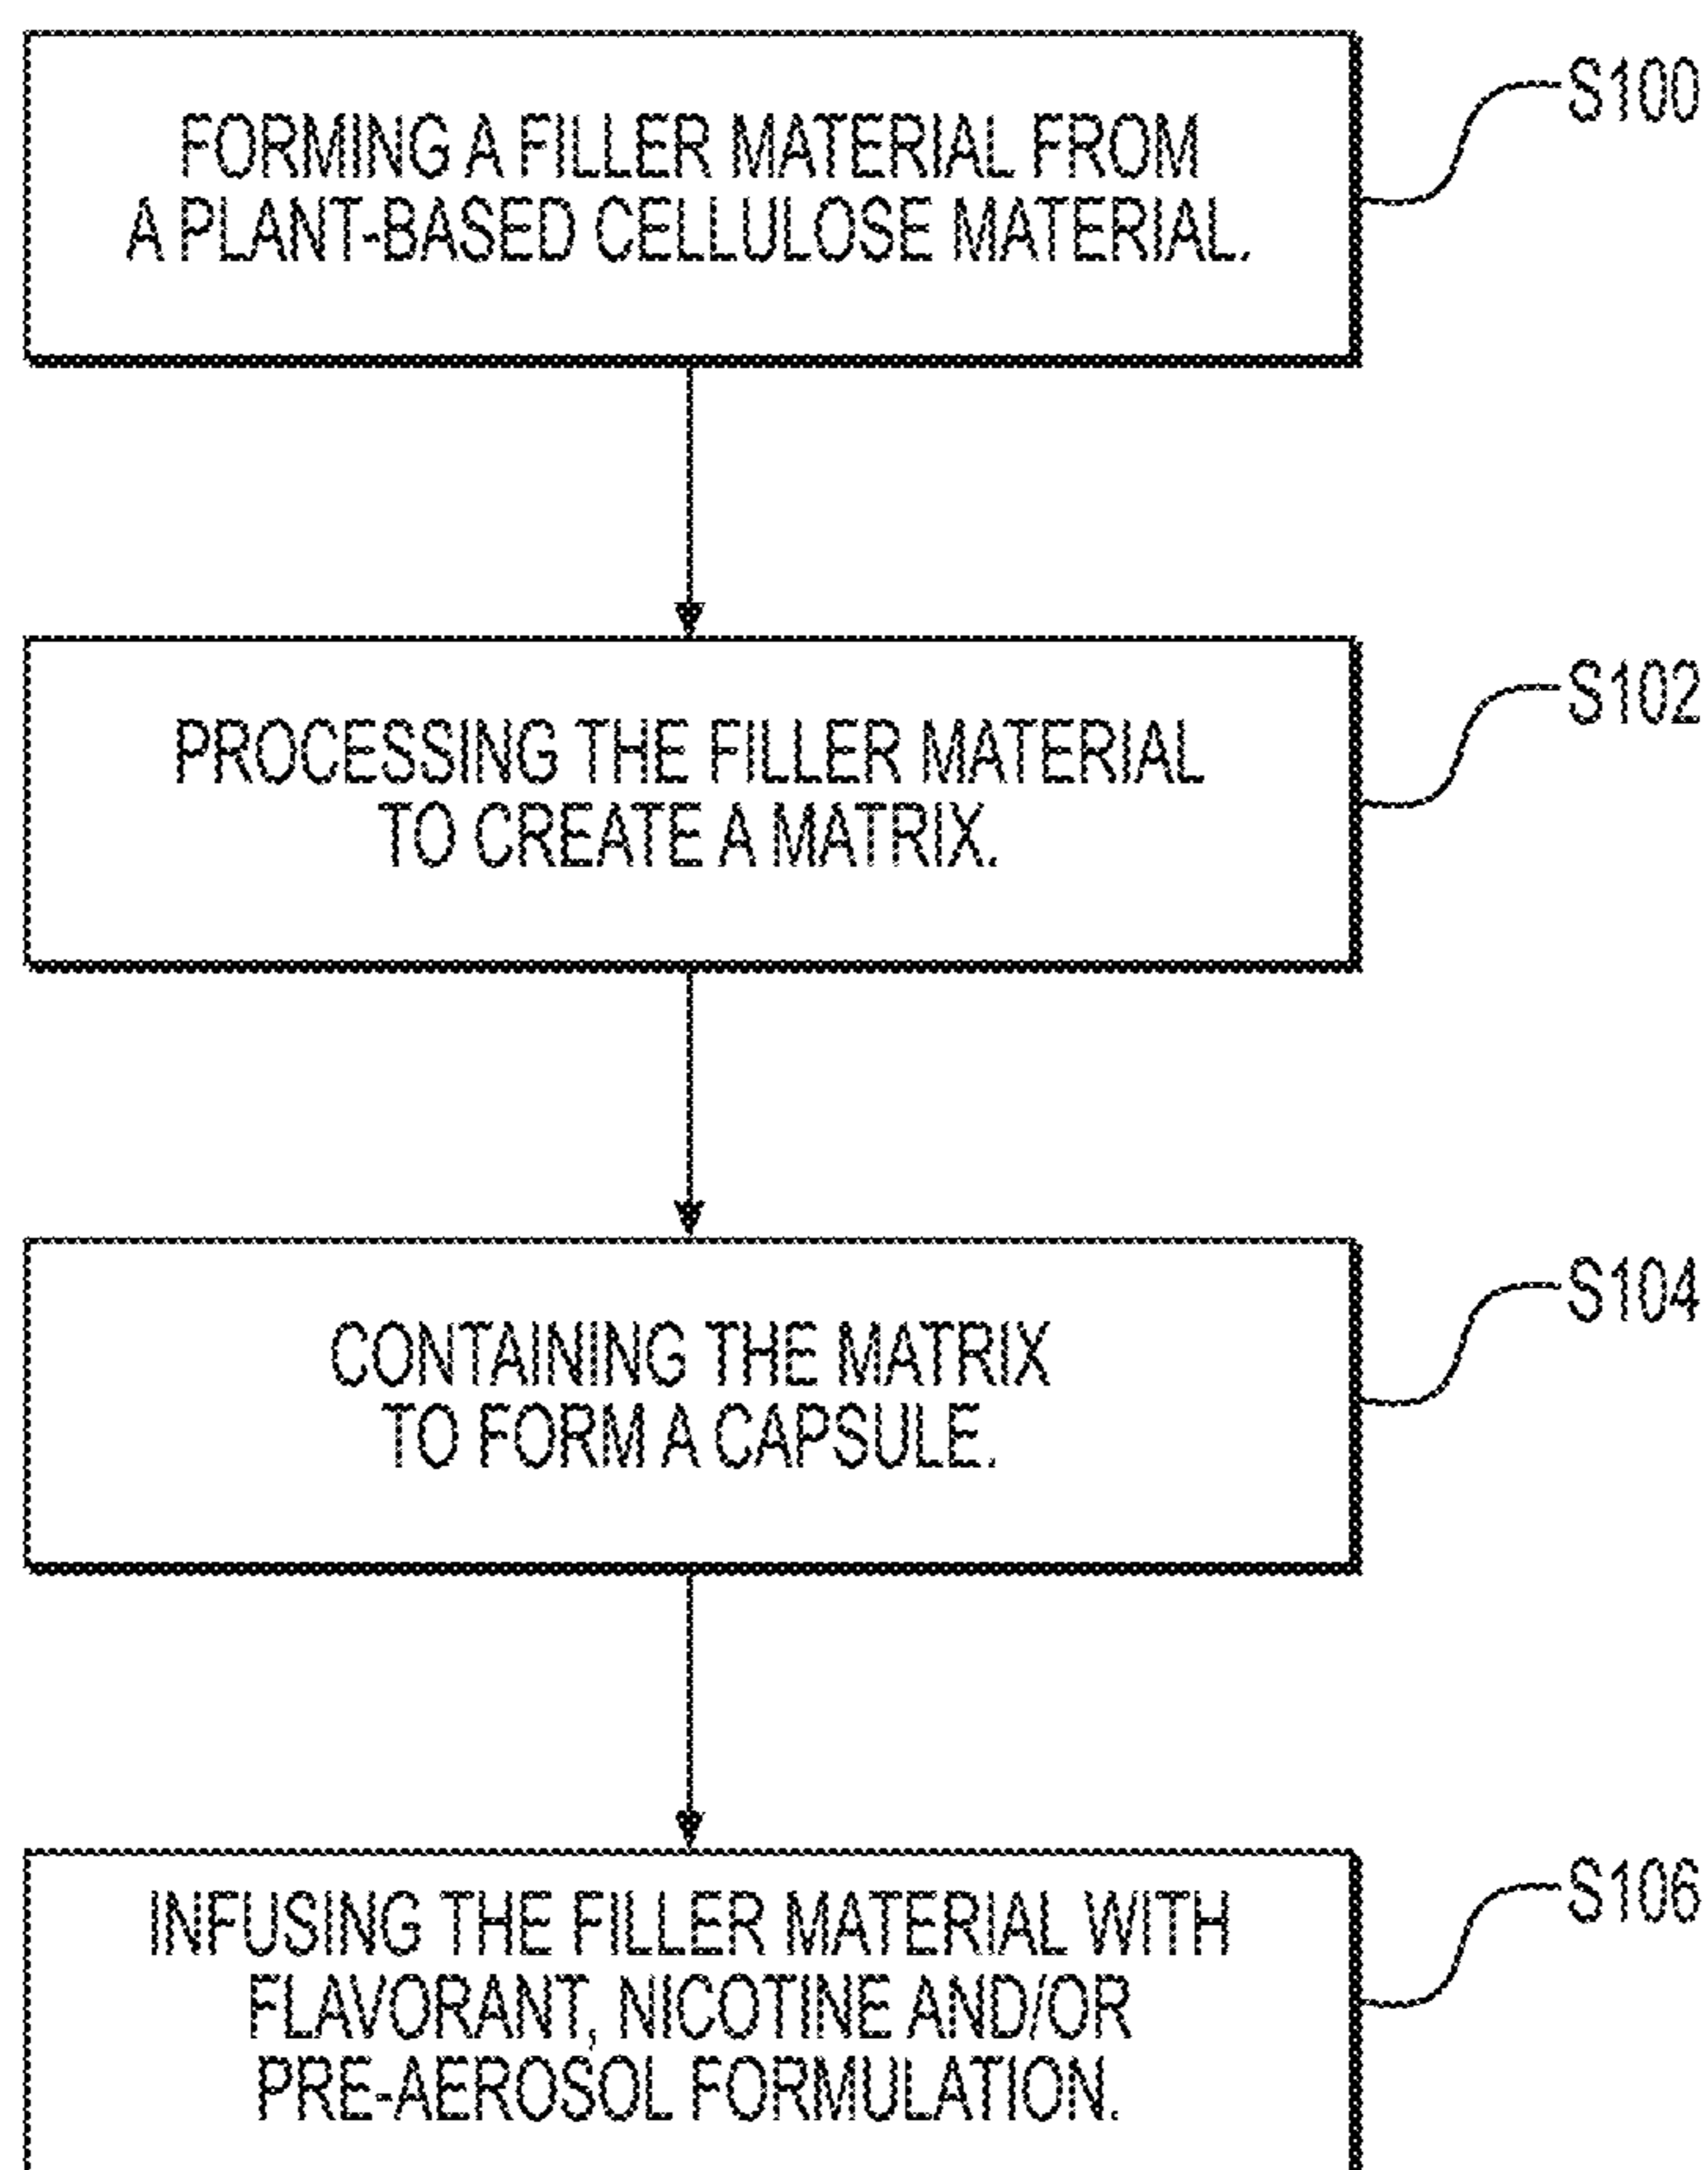 FORMING A FILLER MATERIAL FROM
A PLANT-BASED CELLULOSE MATERIAL.
S100
PROCESSING THE FILLER MATERIAL
TO CREATE A MATRIX.
S102
CONTAINING THE MATRIX
TO FORM A CAPSULE.
S104
INFUSING THE FILLER MATERIAL WITH
FLAVORANT, NICOTINE AND/OR
PRE-AEROSOL FORMULATION.
S106